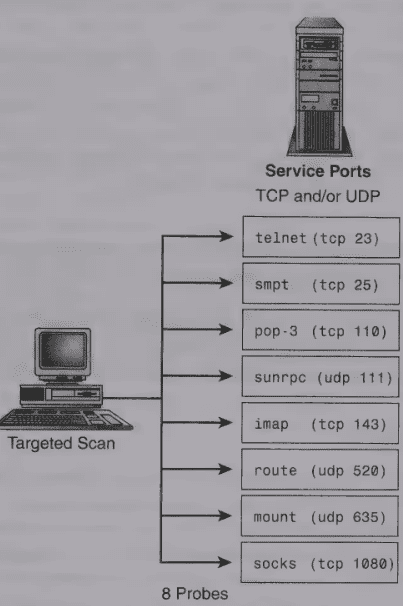 Service Ports
TCP and/or UDP
telnet (tcp 23)
smpt (tcp 25)
pop-3 (tcp 110)
sunrpc (udp 111)
imap (tcp 143)
route (udp 520)
mount (udp 635)
socks (tcp 1080)
Targeted Scan
8 Probes